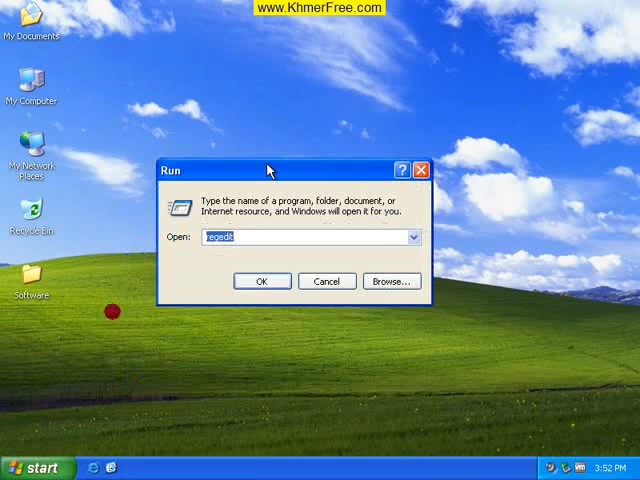 www.KhmerFree.com
My Documents
My Computer
My Network
Places
Recycle Bin
Software
Run
Type the name of a program, folder, document, or
Internet resource, and Windows will open it for you.
Open:
regedit
OK
Cancel
Browse...
start
vm
3:52 PM